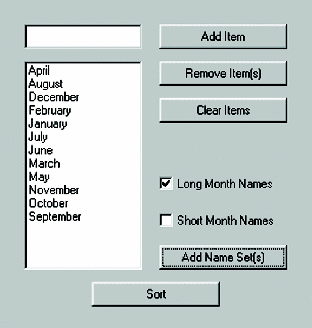 Add Item
Remove Item(s)
Clear Items
April
August
December
February
January
July
June
March
May
November
October
September
Long Month Names
Short Month Names
Add Name Set(s)
Sort